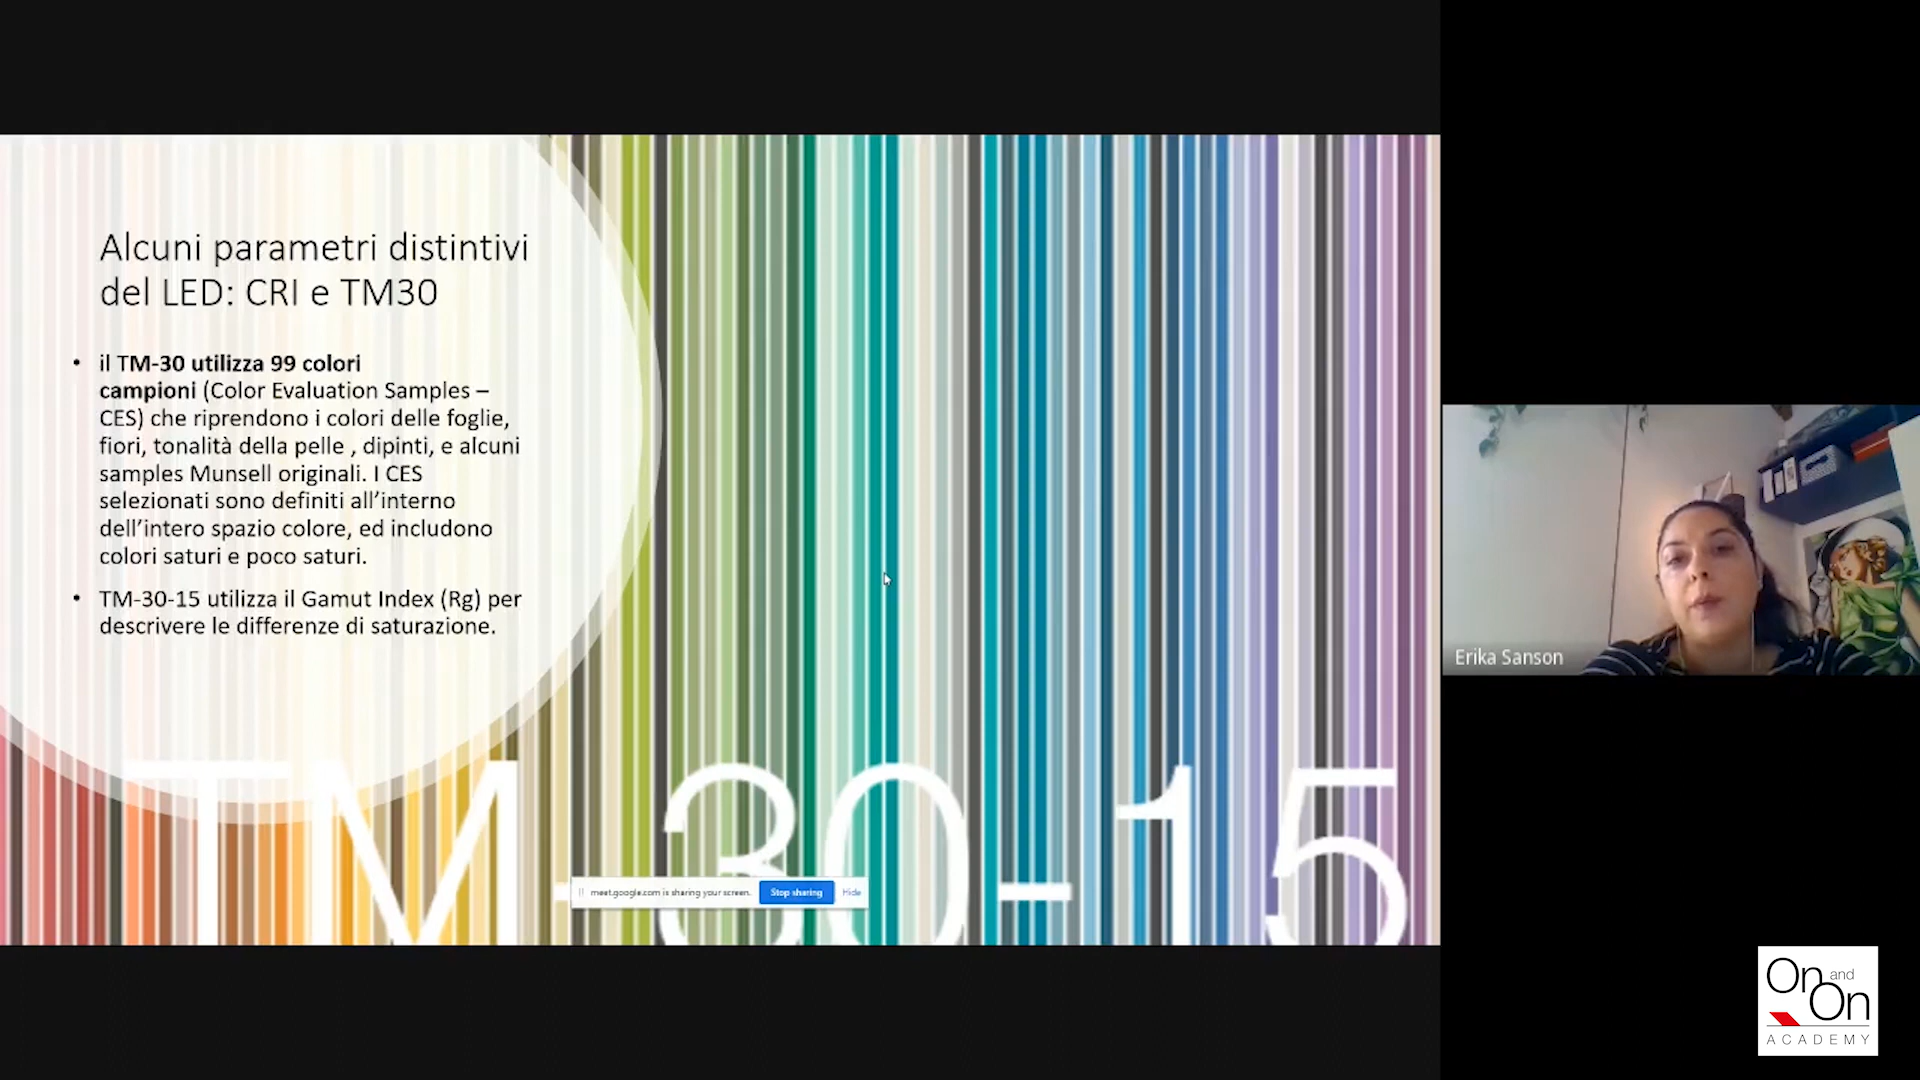 Alcuni parametri distintivi
del LED: CRI e TM30
• il TM-30 utilizza 99 colori
campioni (Color Evaluation Samples –
CES) che riprendono i colori delle foglie,
fiori, tonalità della pelle , dipinti, e alcuni
samples Munsell originali. I CES
selezionati sono definiti all’interno
dell’intero spazio colore, ed includono
colori saturi e poco saturi.
• TM-30-15 utilizza il Gamut Index (Rg) per
descrivere le differenze di saturazione.
TM-30-15
meet.google.com is sharing your screen.
Stop sharing
Hide
Erika Sanson
On and On
ACADEMY